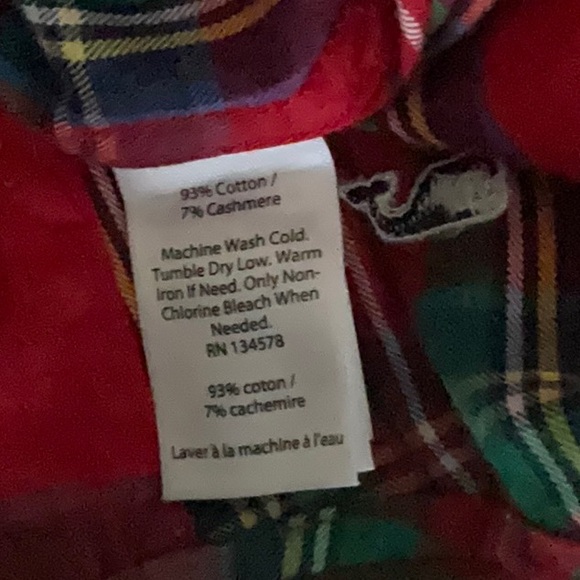 93% Cotton /
7% Cashmere
Machine Wash Cold.
Tumble Dry Low. Warm
Iron If Need. Only Non-
Chlorine Bleach When
Needed.
RN 134578
93% coton /
7% cachemire
Laver à la machine à l'eau